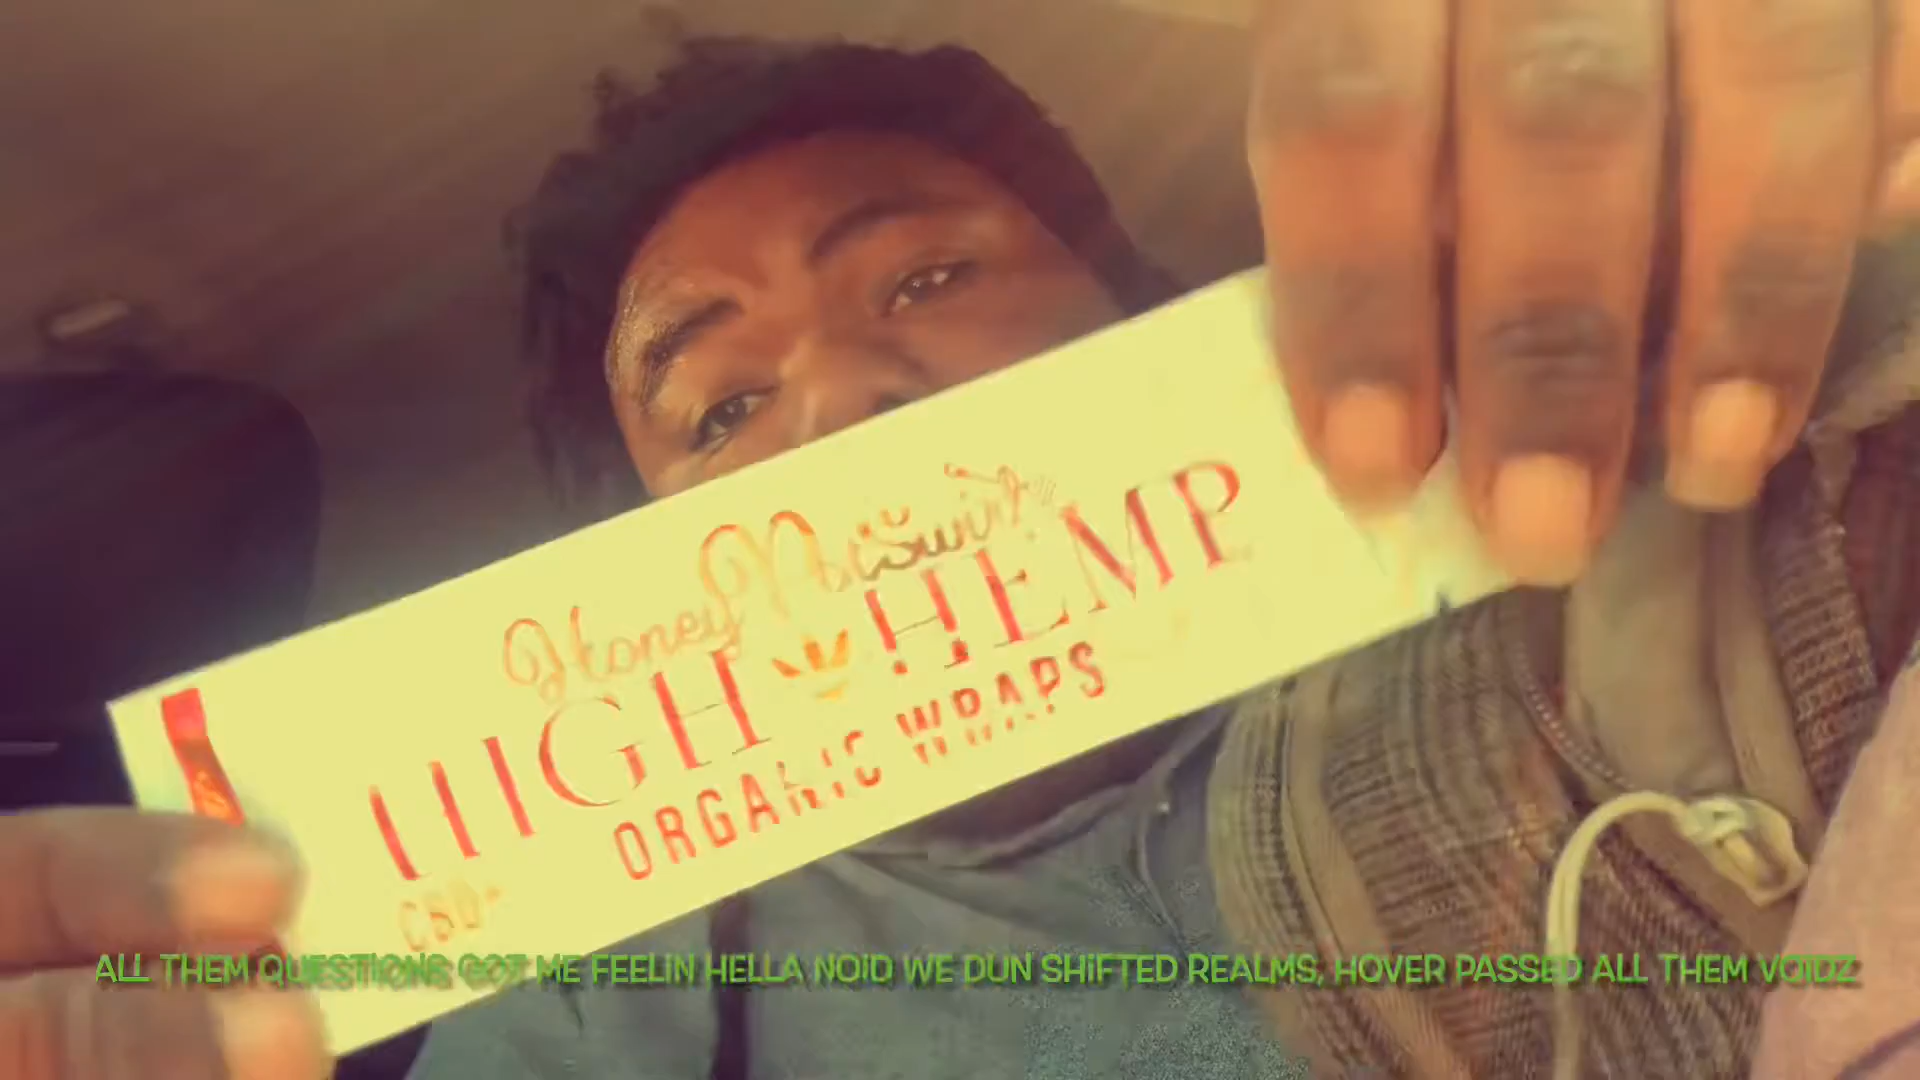 Honey
HIGH HEMP
ORGANIC WRAPS
CBD
ALL THEM QUESTIONS GOT ME FEELIN HELLA NOID WE DUN SHIFTED REALMS, HOVER PASSED ALL THEM VOIDZ